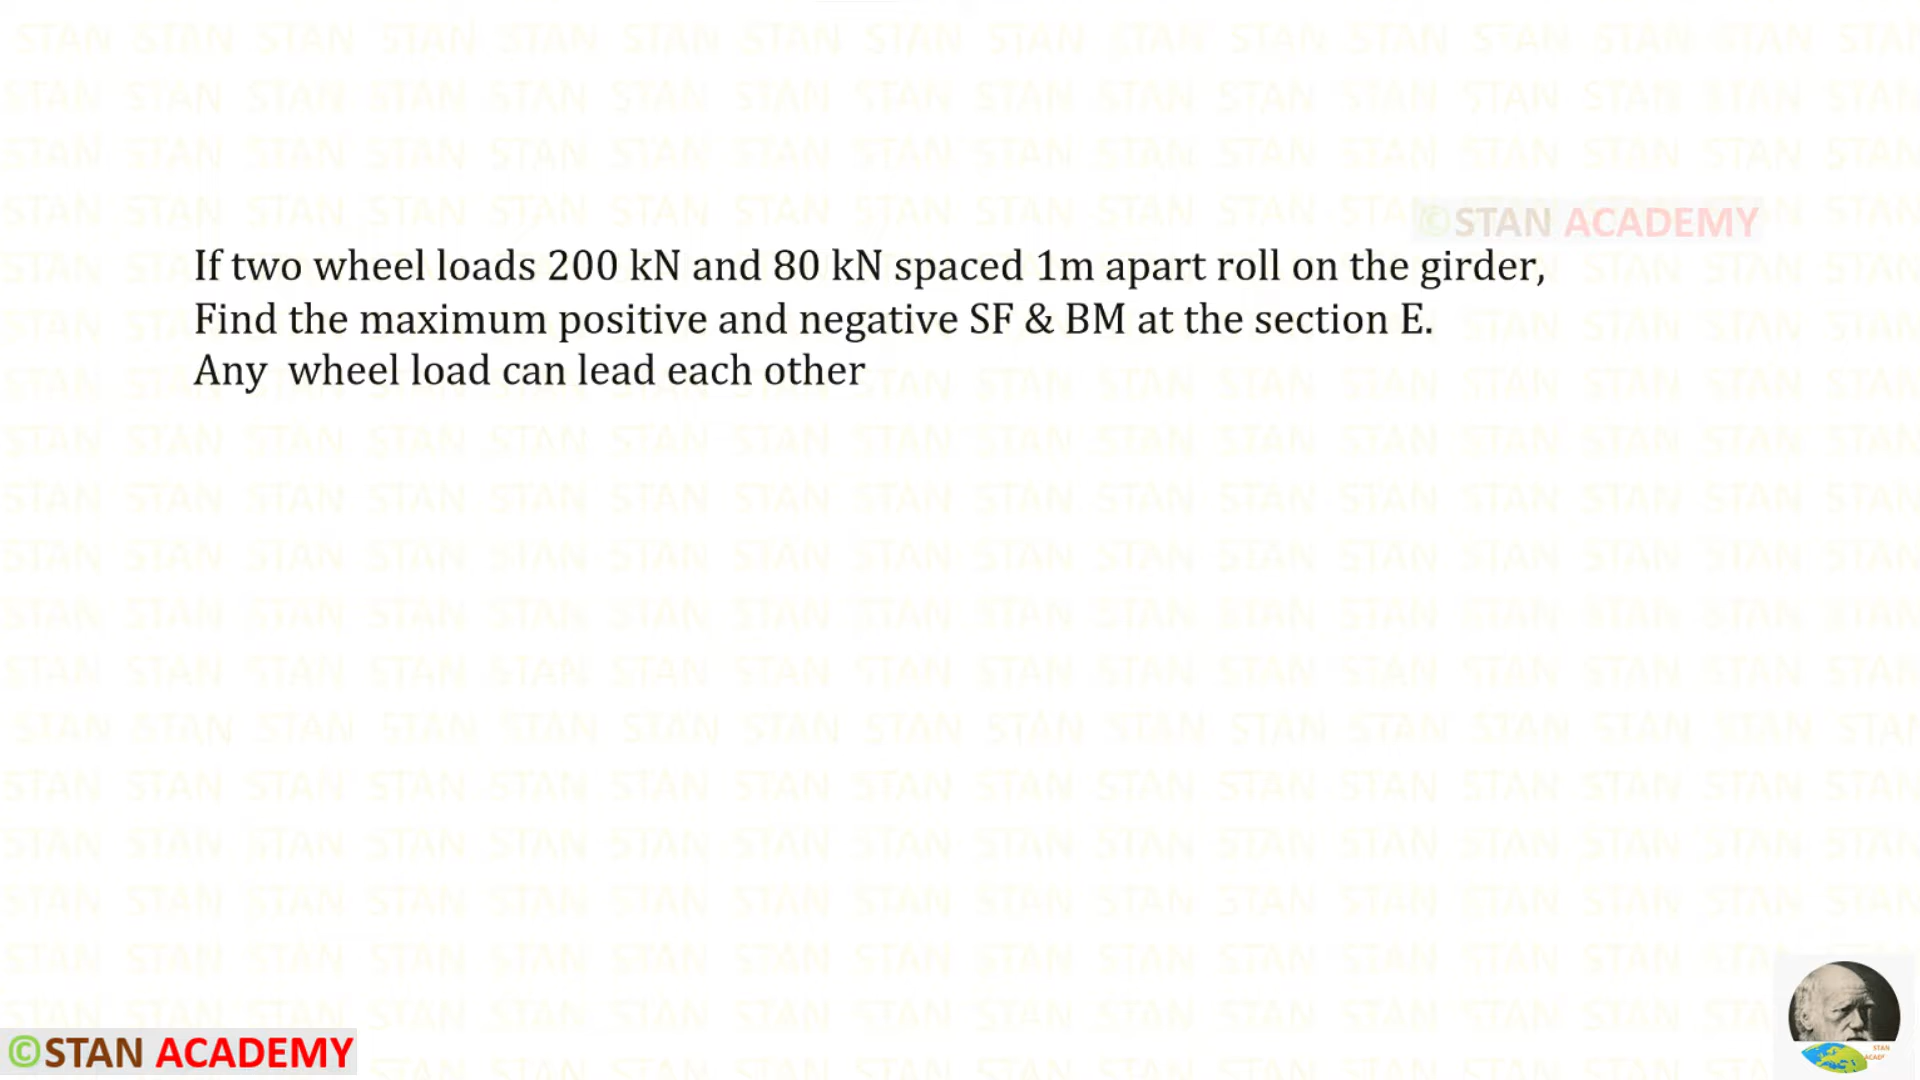 ©STAN ACADEMY
If two wheel loads 200 kN and 80 kN spaced 1m apart roll on the girder,
Find the maximum positive and negative SF & BM at the section E.
Any wheel load can lead each other
©STAN ACADEMY
STAN